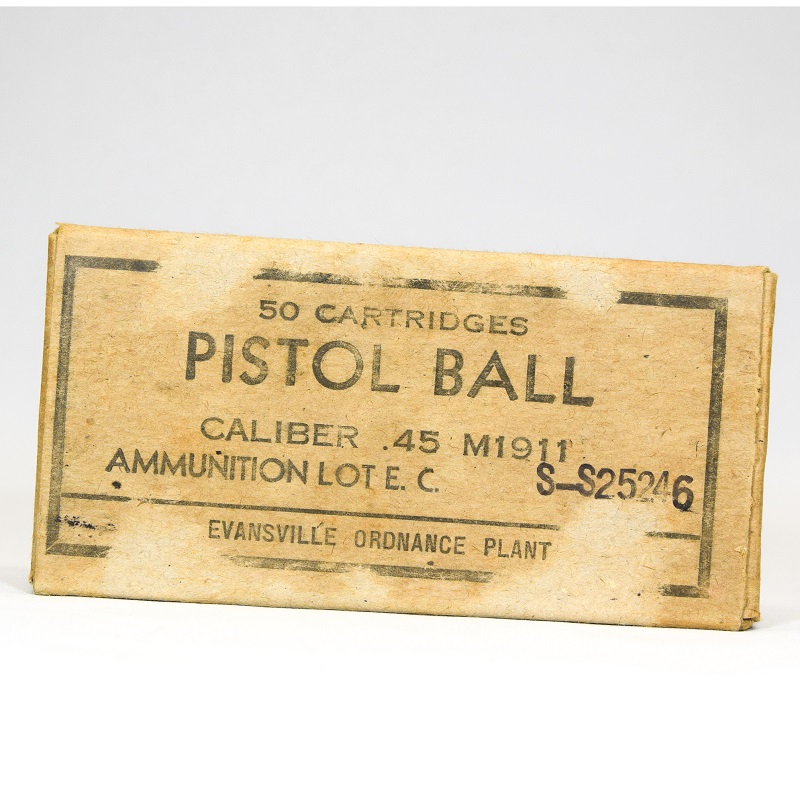 50 CARTRIDGES
PISTOL BALL
CALIBER .45 M1911
AMMUNITION LOT E. C. S-S25246
EVANSVILLE ORDNANCE PLANT